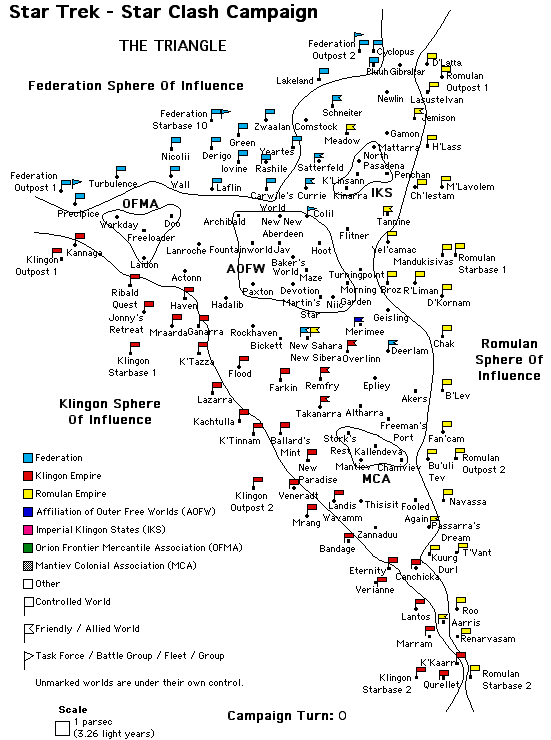 Star Trek - Star Clash Campaign
THE TRIANGLE
Federation
Outpost 2
Cyclopus
D'Latta
Pluuh
Gibraltar
Romulan
Outpost 1
Federation Sphere Of Influence
Lakeland
Newlin
Lasustelvan
Schneiter
Jemison
Federation
Starbase 10
Zwaalan
Comstock
Green
Meadow
Gamon
Mattarra
H'Lass
Nicolii
Derigo
Yeartes
North
Pasadena
Iovine
Rashile
Satterfeld
Penchan
Federation
Outpost 1
Turbulence
Wall
K'Linsann
Laflin
Carwyle's
World
Currie
Kinarra
IKS
Ch'lestam
M'Lavolem
Precipice
OFMA
Workday
Doo
Archibald
New
Aberdeen
New
Colil
Tannine
Freeloader
Flitner
Kannaga
Lanroche
Fountainworld
Jav
Hoot
Yel'camac
Klingon
Outpost 1
Laidon
AOFW
Baker's
World
Mandukisivas
Romulan
Starbase 1
Actonn
Maze
Turningpoint
Ribald
Quest
Haven
Paxton
Devotion
Morning
Garden
Broz
R'Liman
D'Kornam
Hadalib
Martin's
Star
Niic
Jonny's
Retreat
Mraarda
Ganarra
Geisling
Rockhaven
Merimee
Chak
Klingon
Starbase 1
K'Tazza
Bickett
New Sahara
New Sibera
Overlinn
Deerlam
Romulan
Sphere Of
Influence
Flood
Farkin
Remfry
Epliey
Klingon Sphere
Of Influence
Lazarra
Akers
B'Lev
Takanarra
Altharra
Kachtulla
Freeman's
Port
K'Tinnam
Ballard's
Mint
Stork's
Rest
Kallendeva
Fan'cam
Mantiev
Chamviev
Bu'uli
Tev
Romulan
Outpost 2
New
Paradise
MCA
Klingon
Outpost 2
Veneradt
Landis
Thisisit
Fooled
Again
Navassa
Mrang
Wavamm
Passarra's
Dream
Zannaduu
Bandage
Kuurg
T'Vant
Eternity
Canchicka
Durl
Verianne
Lantos
Roo
Aarris
Marram
Renarvasam
K'Kaarr
Klingon
Starbase 2
Qurellet
Romulan
Starbase 2
Federation
Klingon Empire
Romulan Empire
Affiliation of Outer Free Worlds (AOFW)
Imperial Klingon States (IKS)
Orion Frontier Mercantile Association (OFMA)
Mantiev Colonial Association (MCA)
Other
Controlled World
Friendly / Allied World
Task Force / Battle Group / Fleet / Group
Unmarked worlds are under their own control.
Scale
1 parsec
(3.26 light years)
Campaign Turn: 0